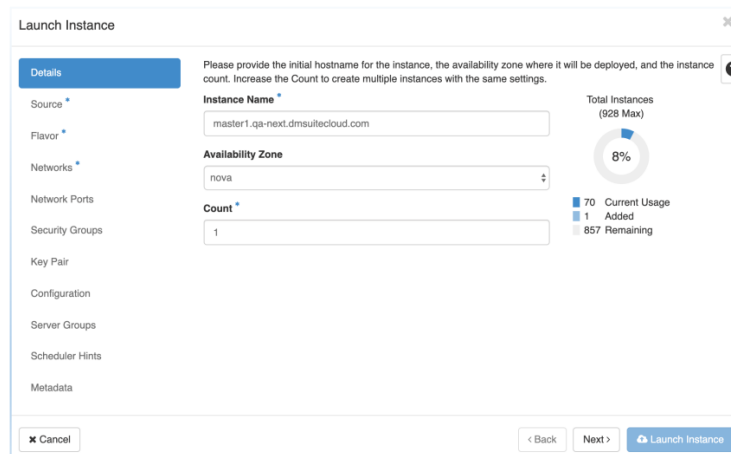 Launch Instance
Details
Source *
Flavor *
Networks *
Network Ports
Security Groups
Key Pair
Configuration
Server Groups
Scheduler Hints
Metadata
Please provide the initial hostname for the instance, the availability zone where it will be deployed, and the instance
count. Increase the Count to create multiple instances with the same settings.
Instance Name *
master1.qa-next.dmsuitecloud.com
Availability Zone
nova
Count *
1
Total Instances
(928 Max)
8%
70 Current Usage
1 Added
857 Remaining
✖ Cancel
‹ Back
Next ›
Launch Instance